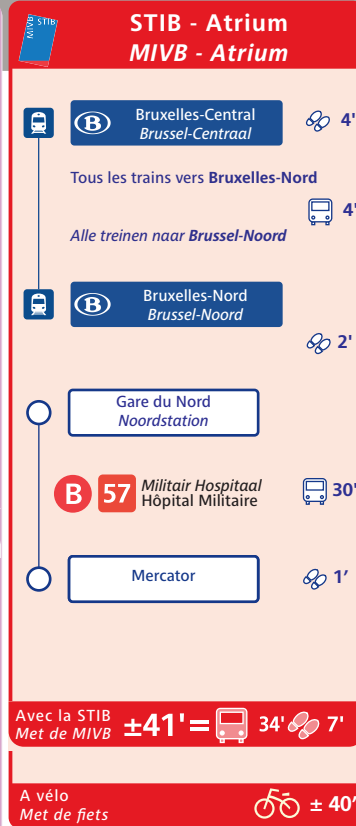 MIVB STIB
STIB - Atrium
MIVB - Atrium
B Bruxelles-Central
Brussel-Centraal
4'
Tous les trains vers Bruxelles-Nord
4'
Alle treinen naar Brussel-Noord
B Bruxelles-Nord
Brussel-Noord
2'
Gare du Nord
Noordstation
B 57 Militair Hospitaal
Hôpital Militaire
30'
Mercator
1’
Avec la STIB
Met de MIVB
±41'= 34' 7'
A vélo
Met de fiets
± 40’